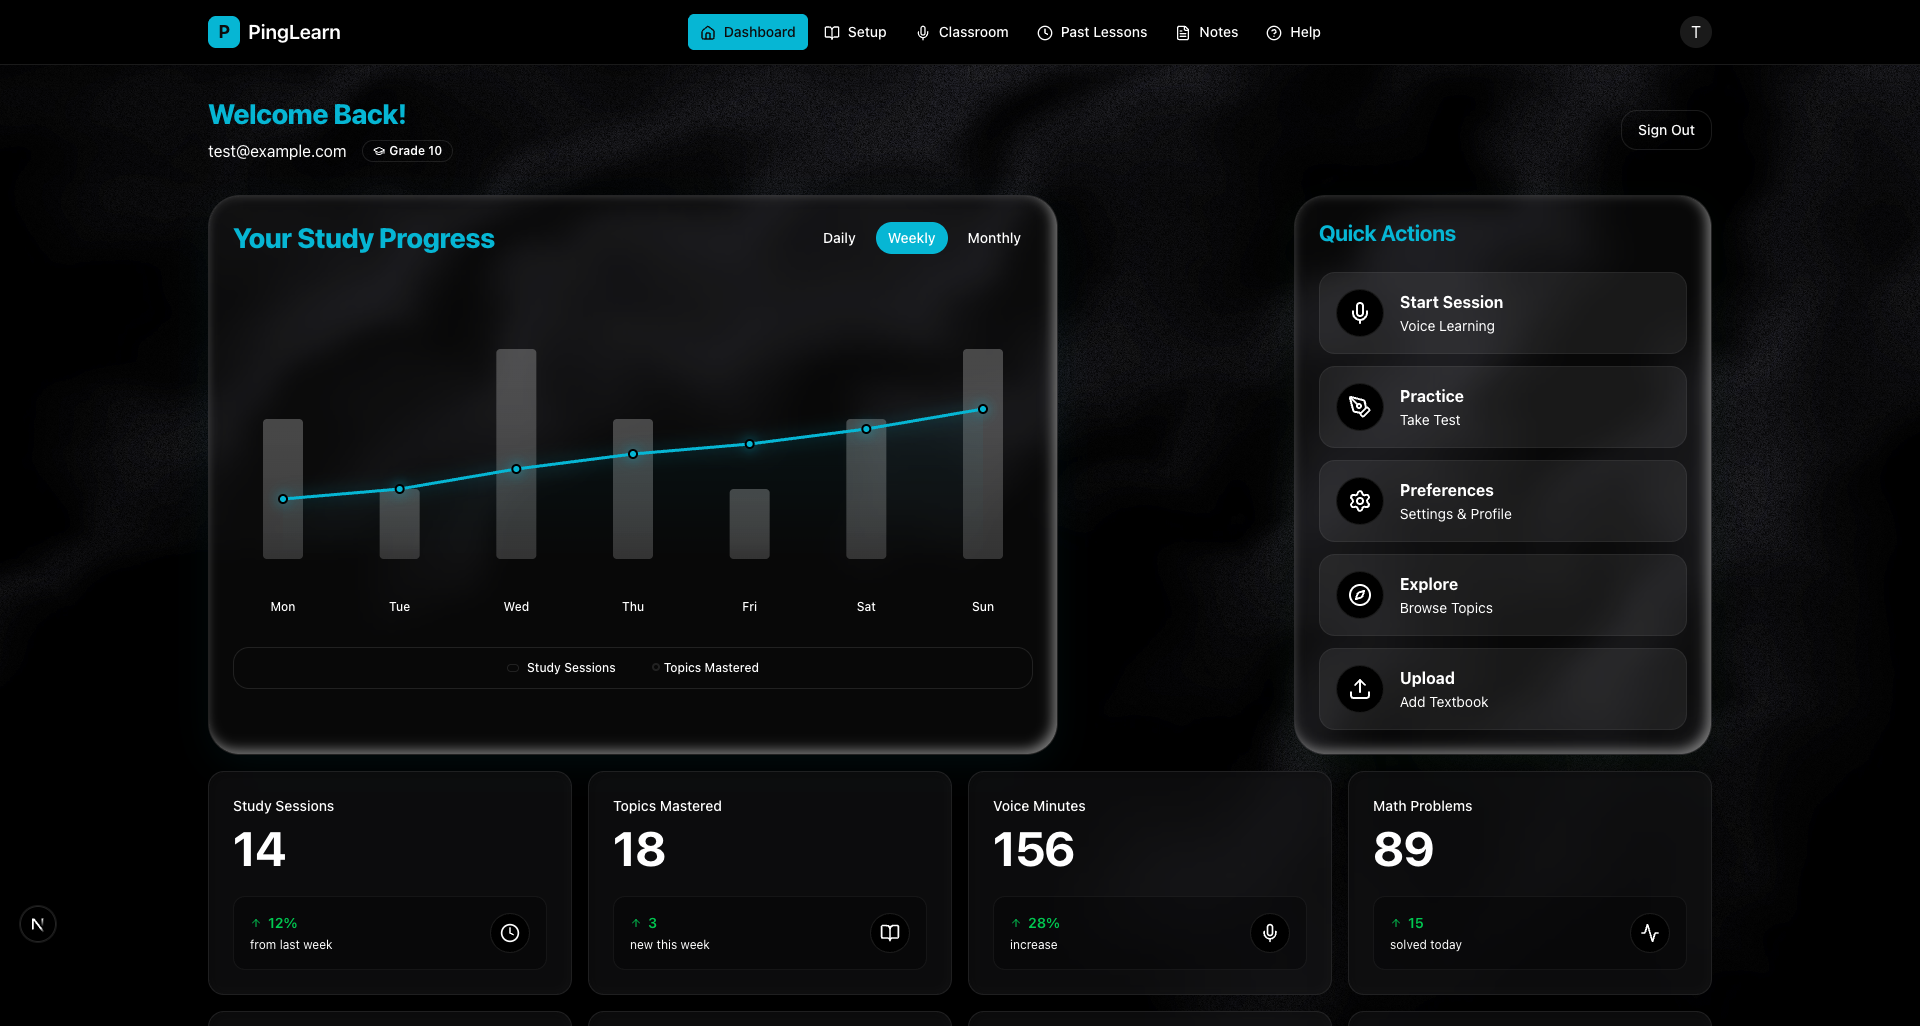 P PingLearn
Dashboard Setup Classroom Past Lessons Notes Help
T
Welcome Back!
test@example.com Grade 10
Sign Out
Your Study Progress
Daily Weekly Monthly
Mon Tue Wed Thu Fri Sat Sun
Study Sessions Topics Mastered
Quick Actions
Start Session
Voice Learning
Practice
Take Test
Preferences
Settings & Profile
Explore
Browse Topics
Upload
Add Textbook
Study Sessions
14
↑ 12%
from last week
Topics Mastered
18
↑ 3
new this week
Voice Minutes
156
↑ 28%
increase
Math Problems
89
↑ 15
solved today
N